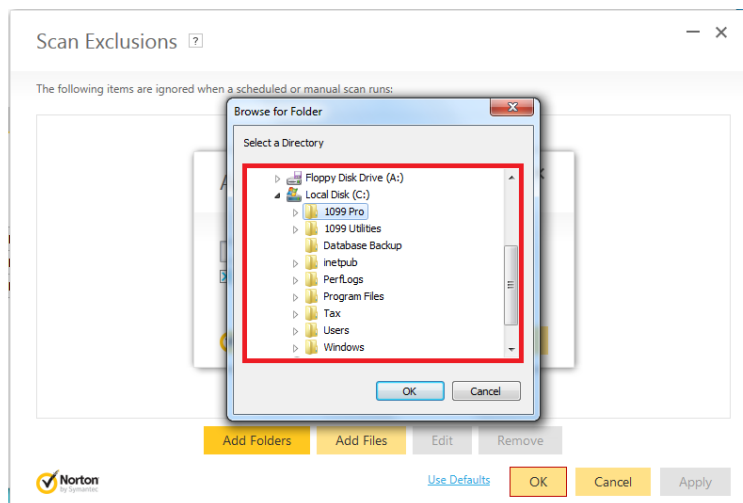 Scan Exclusions ?
The following items are ignored when a scheduled or manual scan runs:
Browse for Folder
Select a Directory
Floppy Disk Drive (A:)
Local Disk (C:)
1099 Pro
1099 Utilities
Database Backup
inetpub
PerfLogs
Program Files
Tax
Users
Windows
OK Cancel
Add Folders Add Files Edit Remove
Norton
by Symantec
Use Defaults OK Cancel Apply